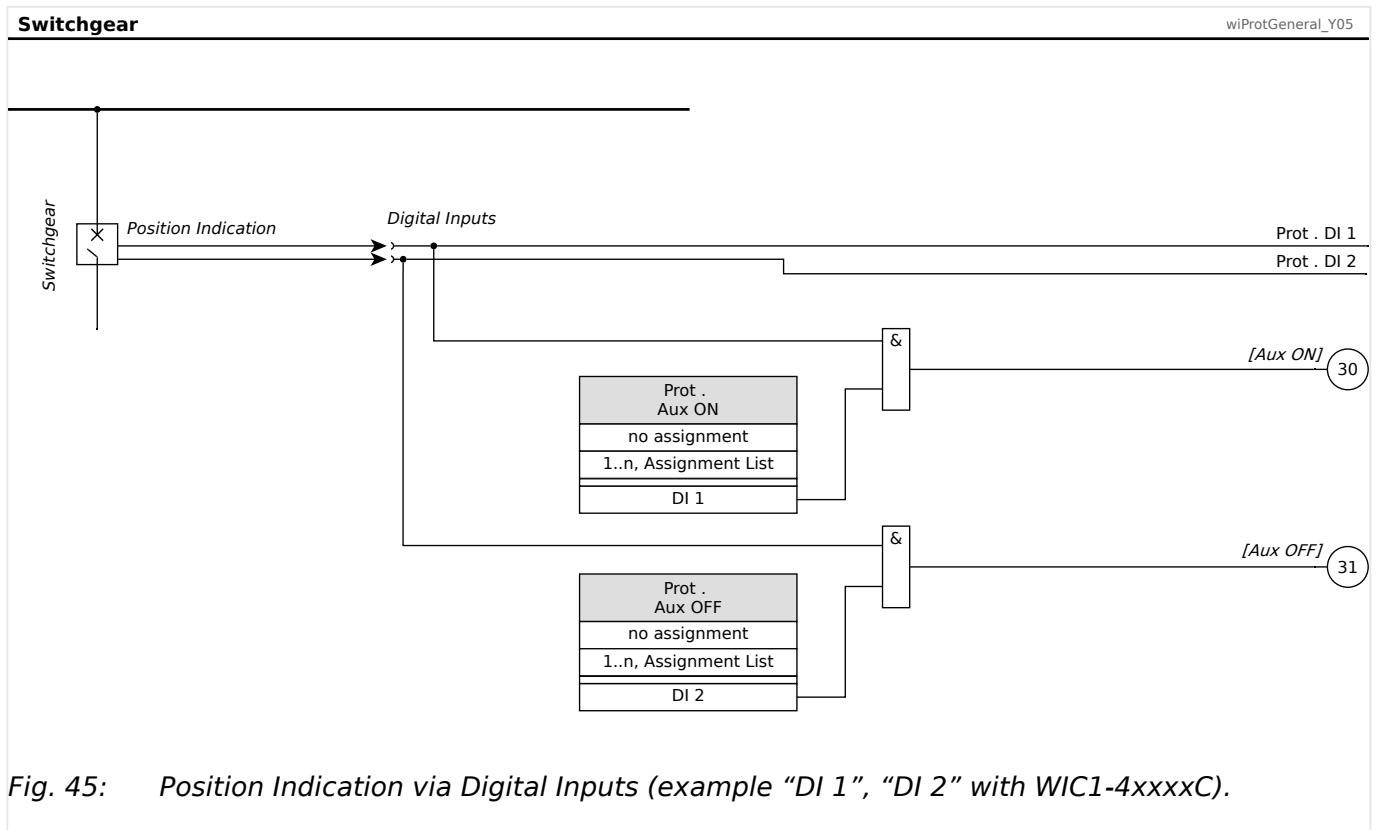 Switchgear
wiProtGeneral_Y05
Switchgear
Position Indication
Digital Inputs
Prot . DI 1
Prot . DI 2
&
[Aux ON]
30
Prot .
Aux ON
no assignment
1..n, Assignment List
DI 1
&
[Aux OFF]
31
Prot .
Aux OFF
no assignment
1..n, Assignment List
DI 2
Fig. 45: Position Indication via Digital Inputs (example “DI 1”, “DI 2” with WIC1-4xxxxC).